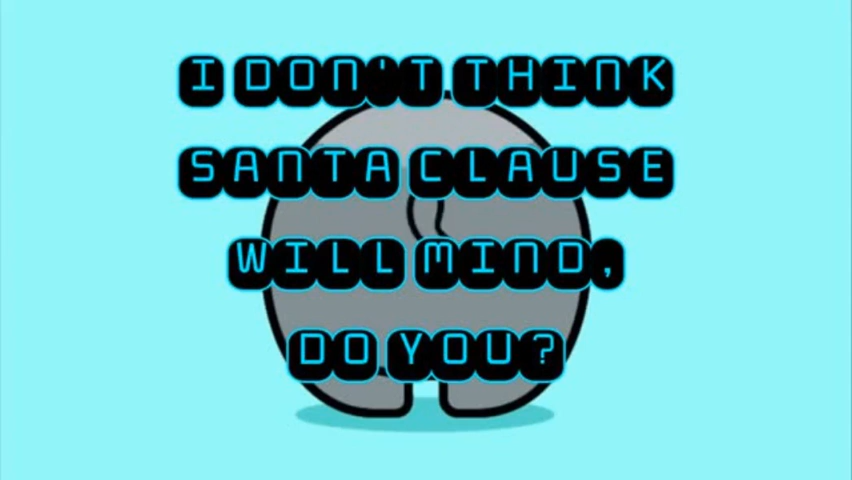 I DON'T THINK
SANTA CLAUSE
WILL MIND,
DO YOU?